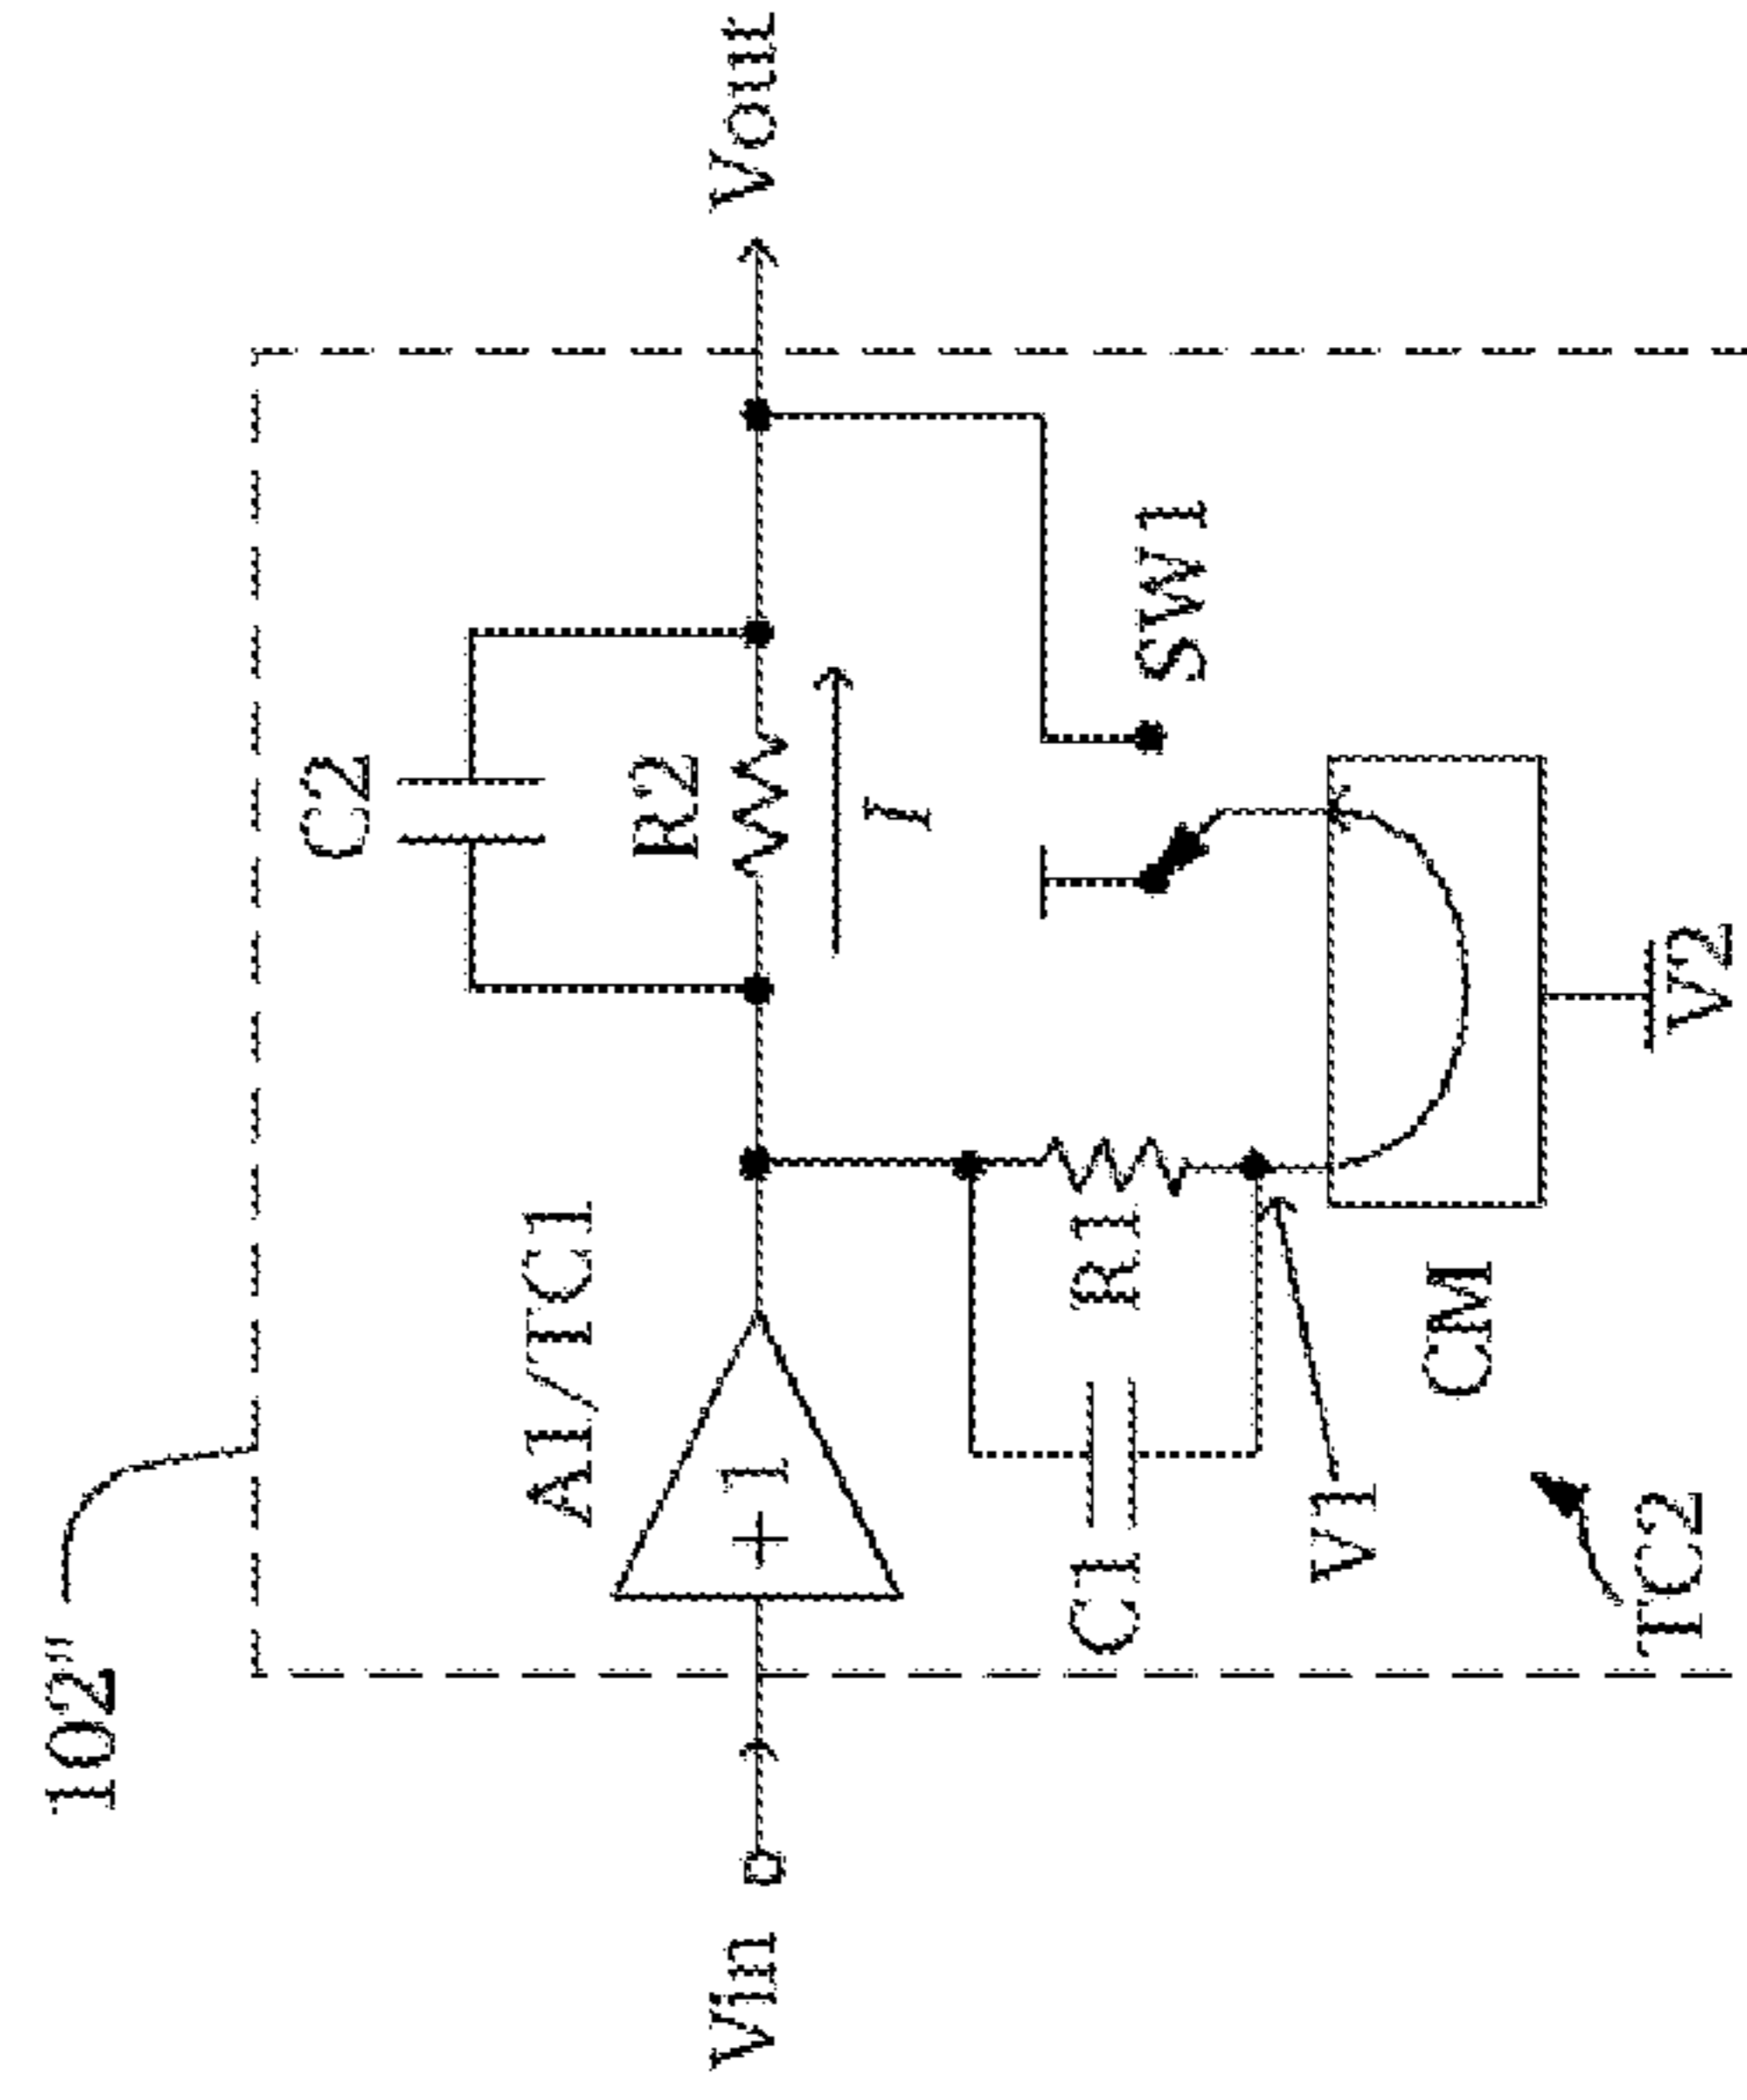 102"
C2
A1/TC1
R2
Vin
+1
Vout
I
C1
R1
SW1
V1
CM
TC2
V2